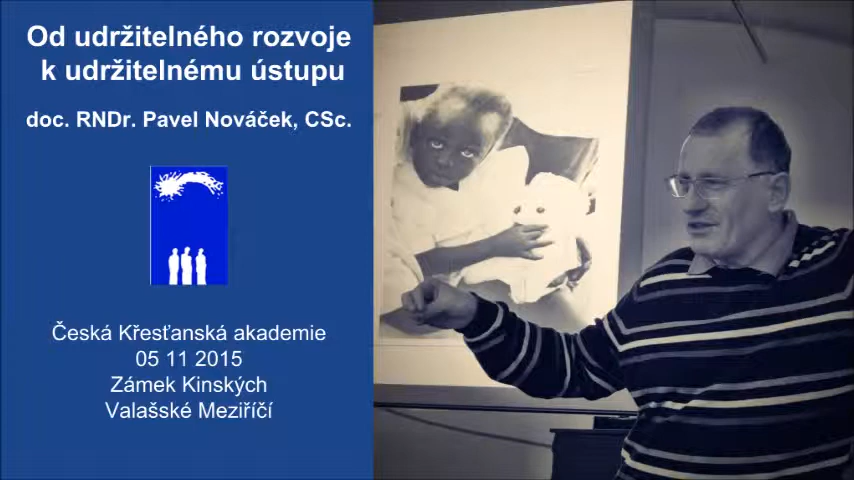 Od udržitelného rozvoje
k udržitelnému ústupu
doc. RNDr. Pavel Nováček, CSc.
Česká Křesťanská akademie
05 11 2015
Zámek Kinských
Valašské Meziříčí